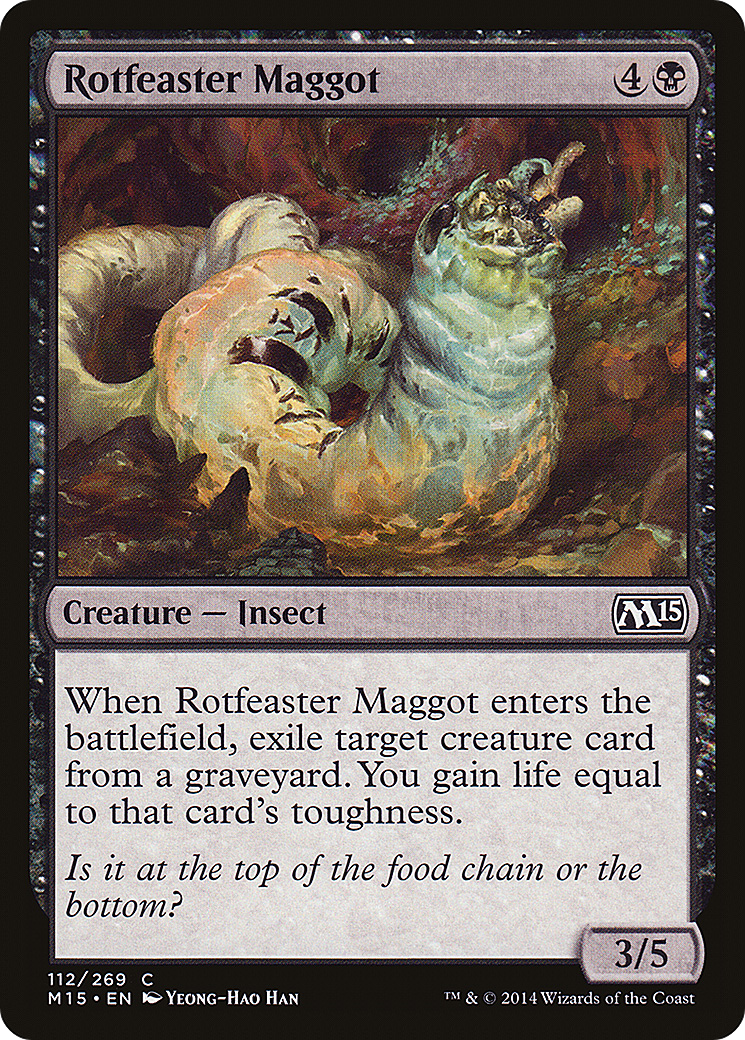 Rotfeaster Maggot 4
Creature — Insect M15
When Rotfeaster Maggot enters the
battlefield, exile target creature card
from a graveyard. You gain life equal
to that card's toughness.
Is it at the top of the food chain or the
bottom?
3/5
112/269 C
M15 • EN Yeong-Hao Han ™ & © 2014 Wizards of the Coast